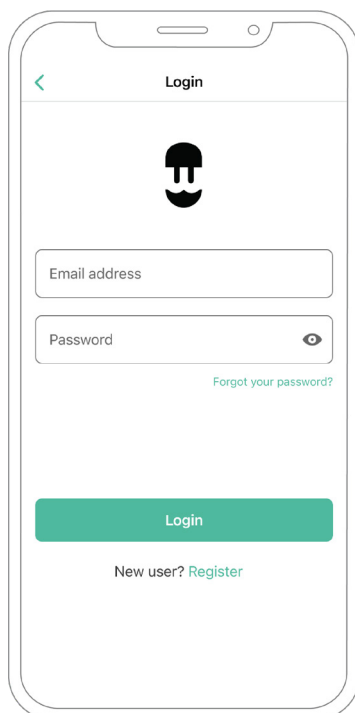 Login
Email address
Password
Forgot your password?
Login
New user? Register